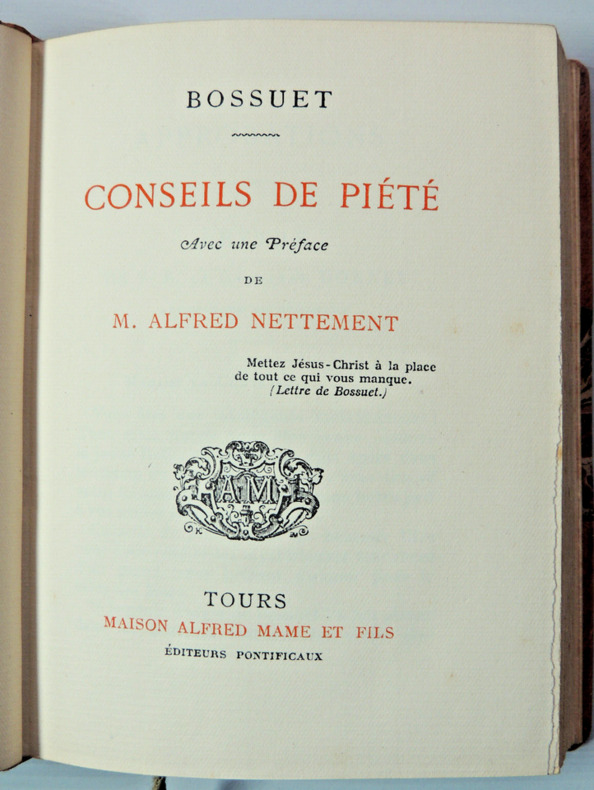 BOSSUET
CONSEILS DE PIÉTÉ
Avec une Préface
DE
M. ALFRED NETTEMENT
Mettez Jésus-Christ à la place
de tout ce qui vous manque.
(Lettre de Bossuet.)
AM
TOURS
MAISON ALFRED MAME ET FILS
ÉDITEURS PONTIFICAUX